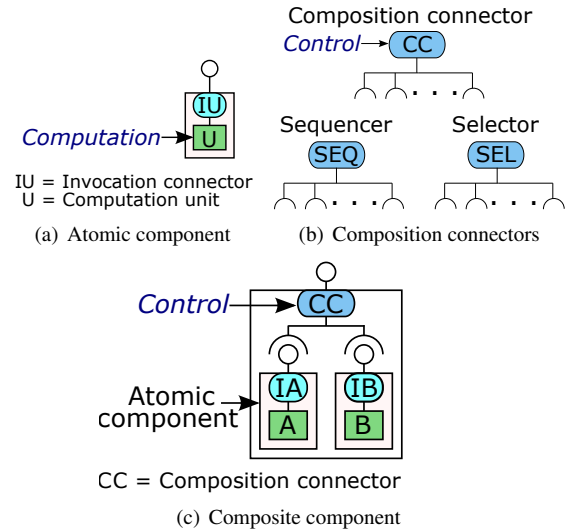 Composition connector
Control
CC
. . .
IU
Computation
U
IU = Invocation connector
U = Computation unit
(a) Atomic component
Sequencer
SEQ
. . .
Selector
SEL
. . .
(b) Composition connectors
Control
CC
IA
IB
Atomic
component
A
B
CC = Composition connector
(c) Composite component